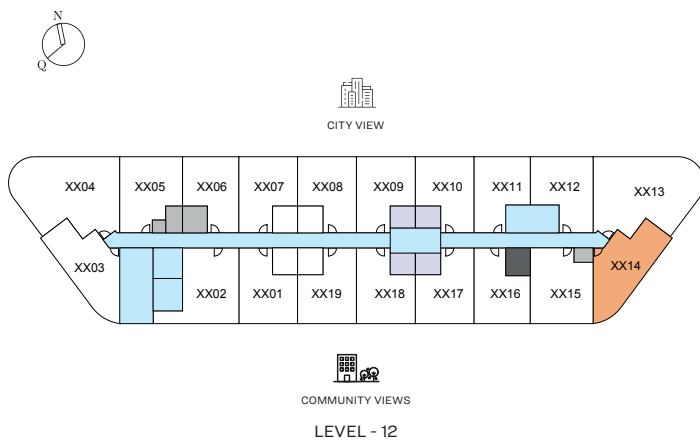 N
Q
CITY VIEW
XX04 XX05 XX06 XX07 XX08 XX09 XX10 XX11 XX12 XX13
XX03 XX14
XX02 XX01 XX19 XX18 XX17 XX16 XX15
COMMUNITY VIEWS
LEVEL - 12